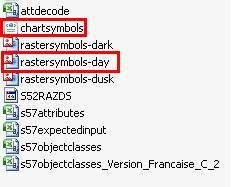 attdecode
chartsymbols
rastersymbols-dark
rastersymbols-day
rastersymbols-dusk
S52RAZDS
s57attributes
s57expectedinput
s57objectclasses
s57objectclasses_Version_Francaise_C_2